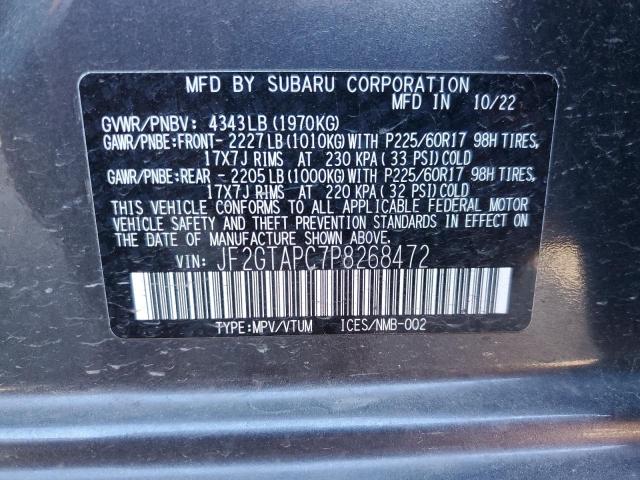 MFD BY SUBARU CORPORATION
MFD IN 10/22
GVWR/PNBV: 4343LB(1970KG)
GAWR/PNBE:FRONT- 2227LB(1010KG)WITH P225/60R17 98H TIRES,
17X7J RIMS AT 230 KPA(33 PSI)COLD
GAWR/PNBE:REAR - 2205LB(1000KG)WITH P225/60R17 98H TIRES,
17X7J RIMS AT 220 KPA(32 PSI)COLD
THIS VEHICLE CONFORMS TO ALL APPLICABLE FEDERAL MOTOR
VEHICLE SAFETY AND THEFT PREVENTION STANDARDS IN EFFECT ON
THE DATE OF MANUFACTURE SHOWN ABOVE.
VIN: JF2GTAPC7P8268472
TYPE:MPV/VTUM ICES/NMB-002